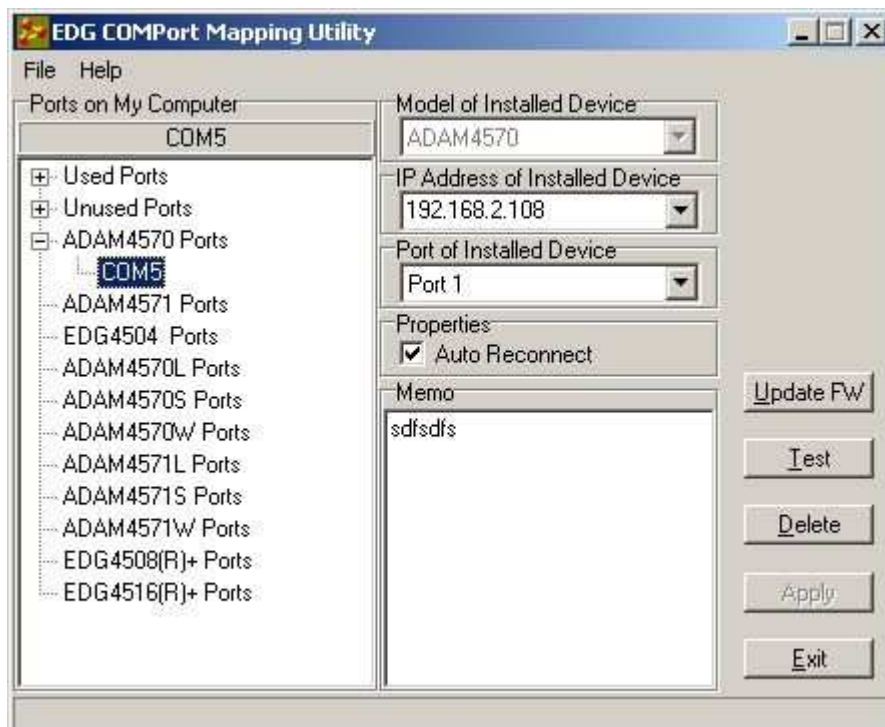 EDG COMPort Mapping Utility
File Help
Ports on My Computer
COM5
Used Ports
Unused Ports
ADAM4570 Ports
COM5
ADAM4571 Ports
EDG4504 Ports
ADAM4570L Ports
ADAM4570S Ports
ADAM4570W Ports
ADAM4571L Ports
ADAM4571S Ports
ADAM4571W Ports
EDG4508(R)+ Ports
EDG4516(R)+ Ports
Model of Installed Device
ADAM4570
IP Address of Installed Device
192.168.2.108
Port of Installed Device
Port 1
Properties
Auto Reconnect
Memo
sdfsdfs
Update FW
Test
Delete
Apply
Exit